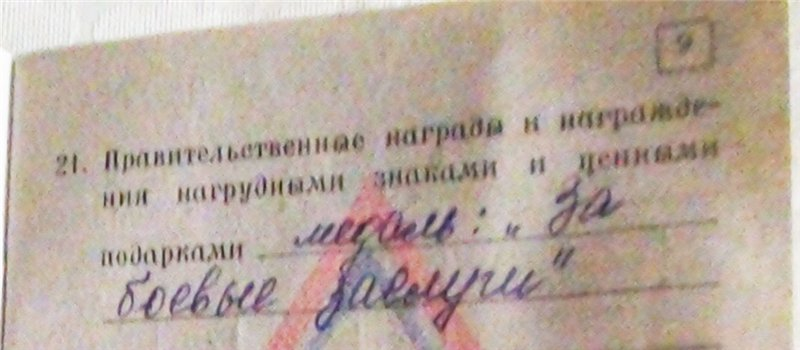 9
21. Правительственные награды и награжде-
ния нагрудными знаками и ценными
подарками медаль: „За
боевые заслуги"